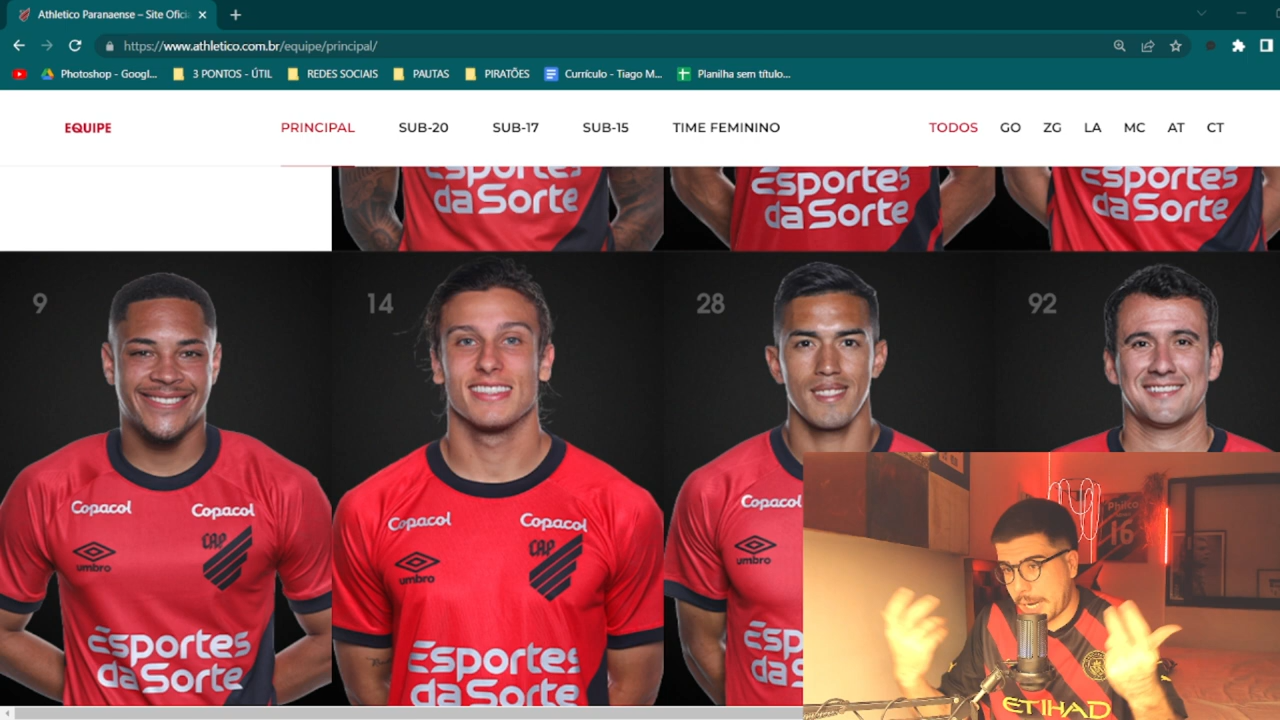 Athletico Paranaense – Site Ofici
https://www.athletico.com.br/equipe/principal/
Photoshop - Googl...
3 PONTOS - ÚTIL
REDES SOCIAIS
PAUTAS
PIRATÕES
Currículo - Tiago M...
Planilha sem título...
EQUIPE
PRINCIPAL
SUB-20
SUB-17
SUB-15
TIME FEMININO
TODOS
GO
ZG
LA
MC
AT
CT
Esportes
da Sorte
Esportes
da Sorte
Esportes
da Sorte
9
14
28
92
Copacol
Copacol
umbro
CAP
Esportes
da Sorte
Copacol
Copacol
umbro
CAP
Esportes
da Sorte
Copacol
umbro
Philco
16
ETIHAD